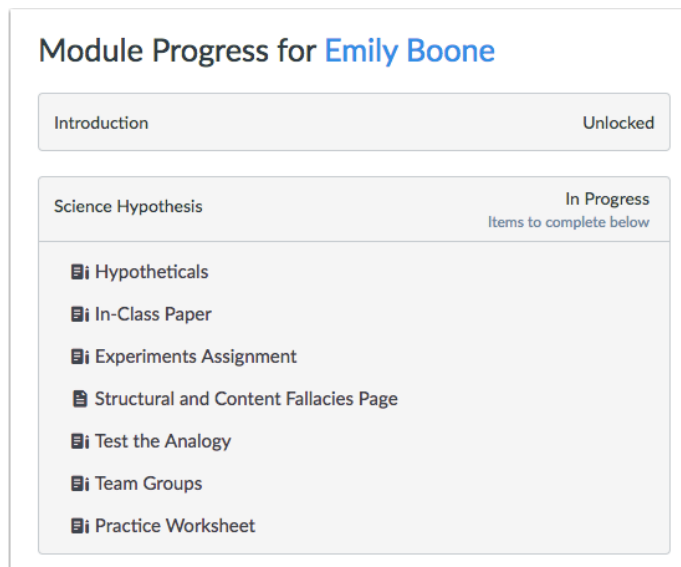 Module Progress for Emily Boone
Introduction Unlocked
Science Hypothesis In Progress
Items to complete below
Hypotheticals
In-Class Paper
Experiments Assignment
Structural and Content Fallacies Page
Test the Analogy
Team Groups
Practice Worksheet